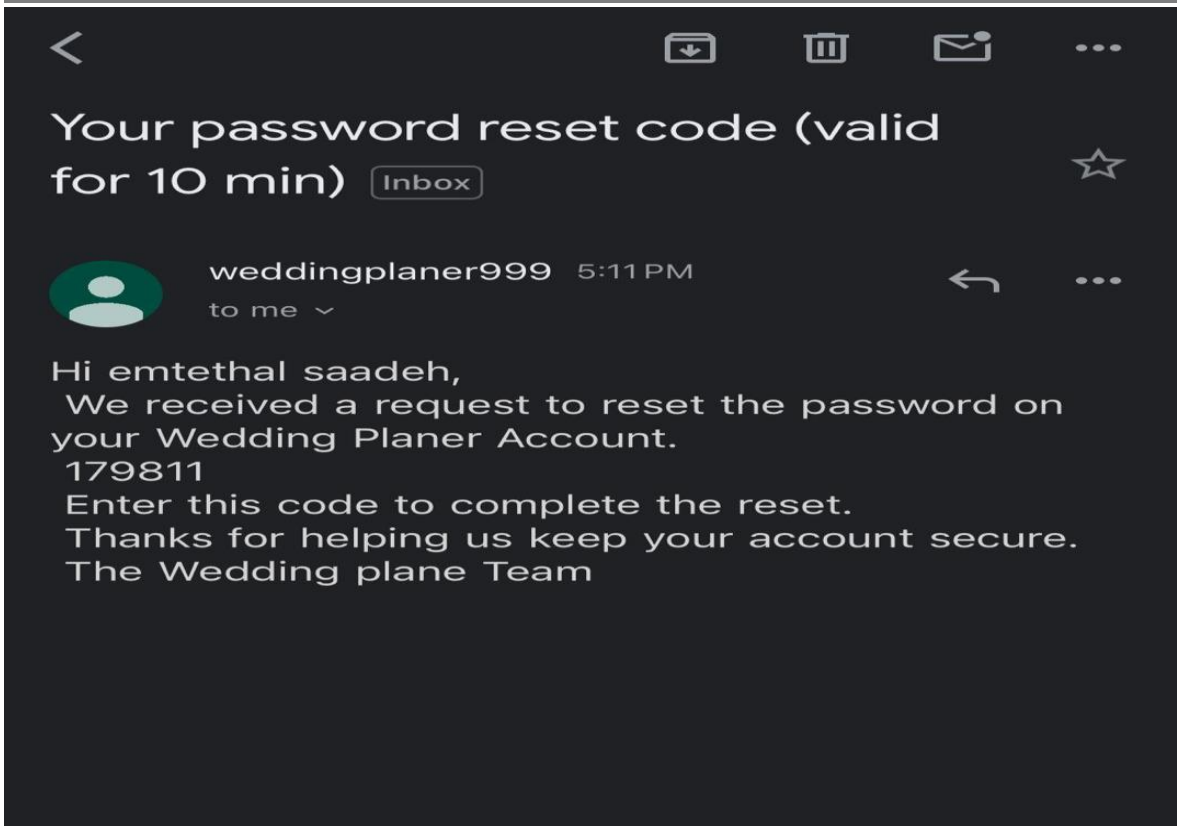 Your password reset code (valid
for 10 min) Inbox
weddingplaner999 5:11 PM
to me
Hi emtethal saadeh,
We received a request to reset the password on
your Wedding Planer Account.
179811
Enter this code to complete the reset.
Thanks for helping us keep your account secure.
The Wedding plane Team